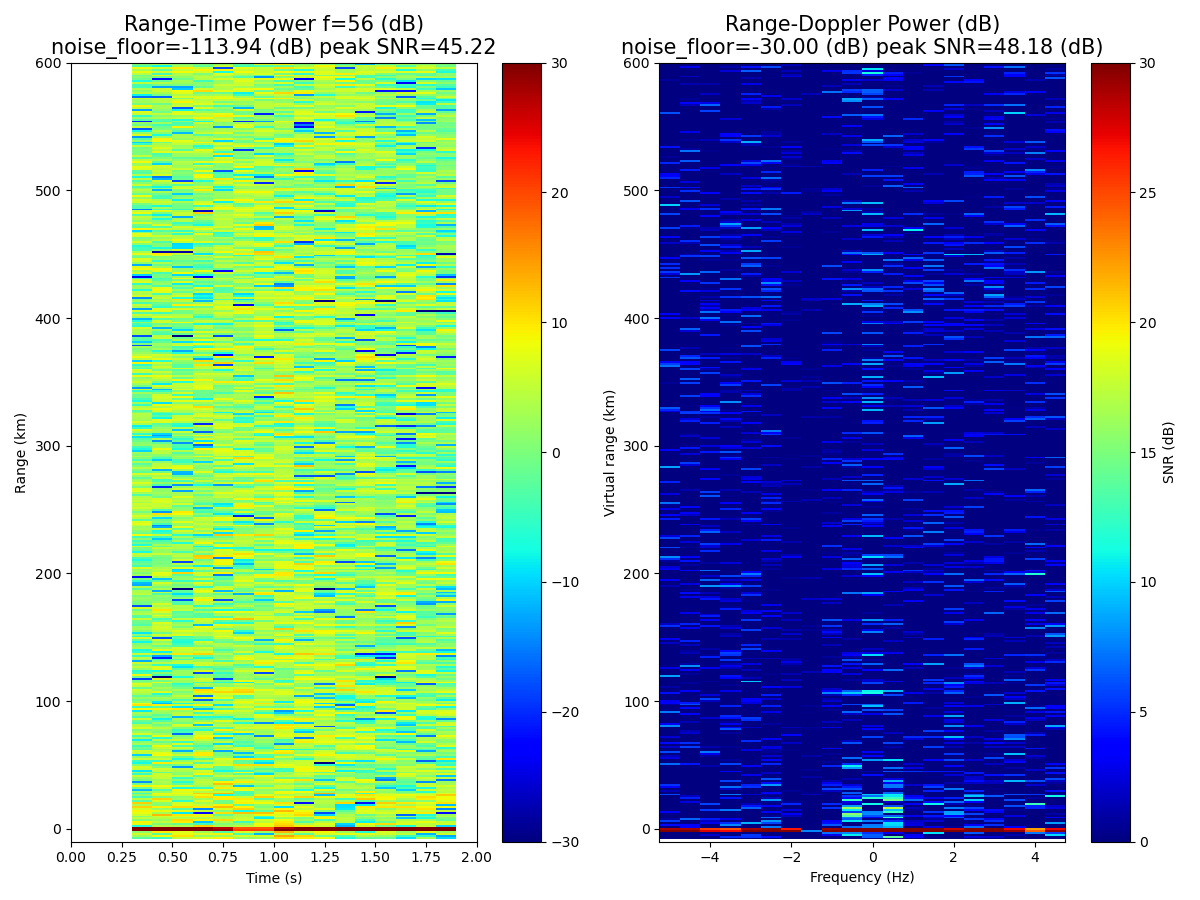 Range-Time Power f=56 (dB)
noise_floor=-113.94 (dB) peak SNR=45.22
Range-Doppler Power (dB)
noise_floor=-30.00 (dB) peak SNR=48.18 (dB)
600
500
400
300
200
100
0
Range (km)
0.00 0.25 0.50 0.75 1.00 1.25 1.50 1.75 2.00
Time (s)
30
20
10
0
−10
−20
−30
600
500
400
300
200
100
0
Virtual range (km)
−4 −2 0 2 4
Frequency (Hz)
30
25
20
15
10
5
0
SNR (dB)